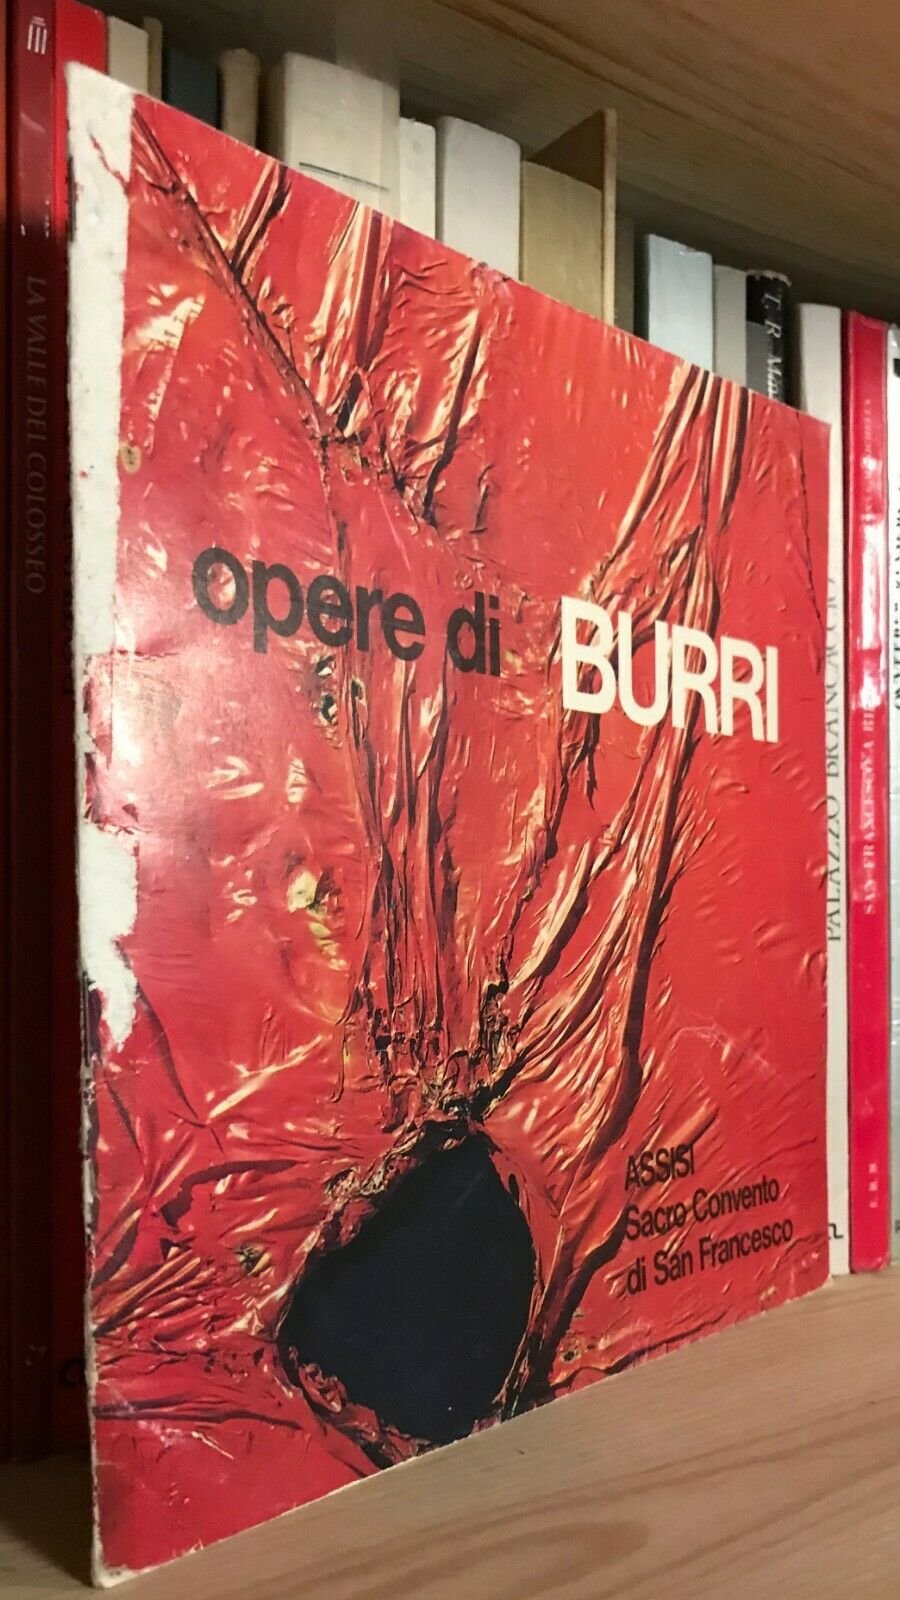 LA VALLE DEL COLOSSEO
opere di BURRI
ASSISI
Sacro Convento
di San Francesco
PALAZZO BRANCACCIO